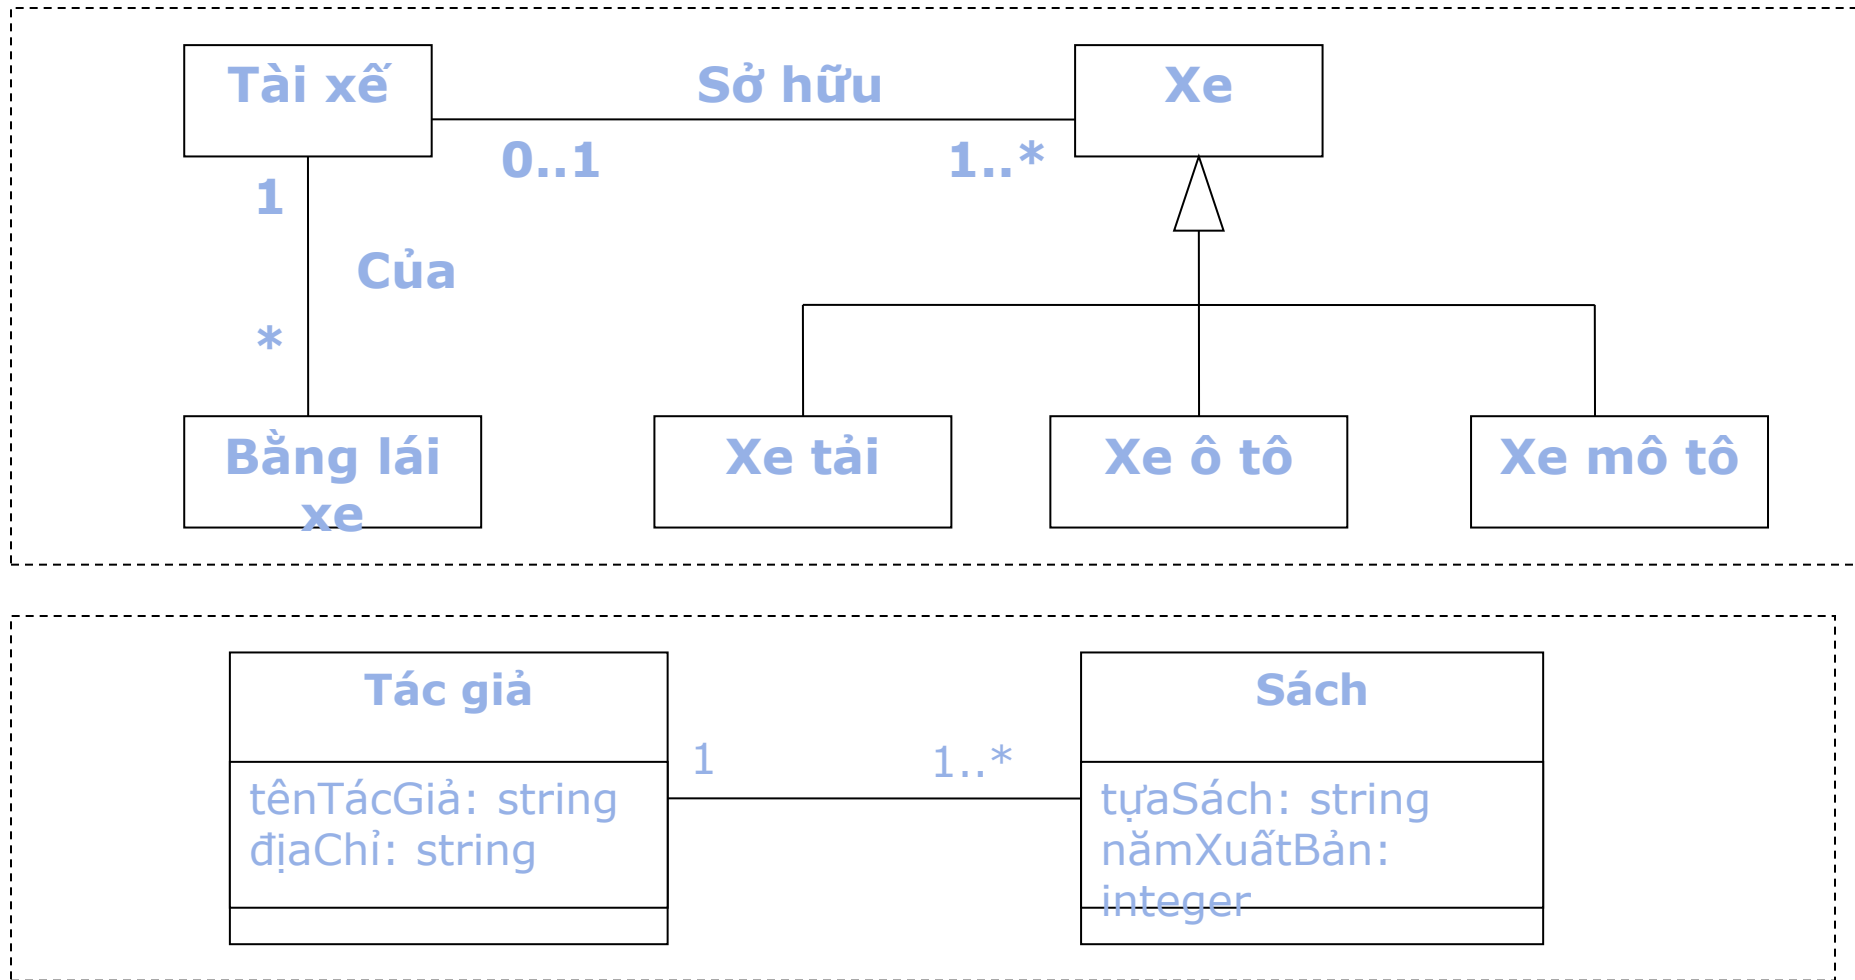 Tài xế
Sở hữu
Xe
0..1
1..*
1
Của
*
Bằng lái
xe
Xe tải
Xe ô tô
Xe mô tô
Tác giả
Sách
1
1..*
tênTácGiả: string
địaChỉ: string
tựaSách: string
nămXuấtBản:
integer